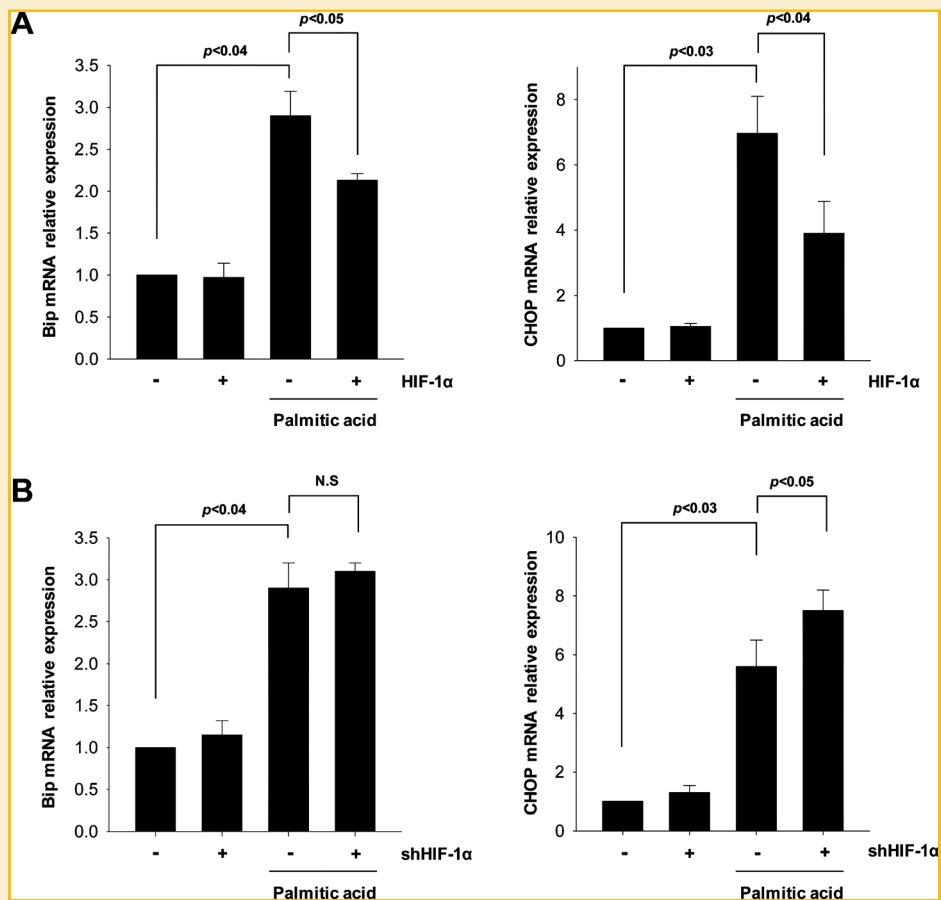 A
p<0.05
p<0.04
Bip mRNA relative expression
3.5
3.0
2.5
2.0
1.5
1.0
0.5
0.0
- + - + HIF-1α
Palmitic acid
p<0.04
p<0.03
CHOP mRNA relative expression
8
6
4
2
0
- + - + HIF-1α
Palmitic acid
B
N.S
p<0.04
Bip mRNA relative expression
3.5
3.0
2.5
2.0
1.5
1.0
0.5
0.0
- + - + shHIF-1α
Palmitic acid
p<0.05
p<0.03
CHOP mRNA relative expression
10
8
6
4
2
0
- + - + shHIF-1α
Palmitic acid